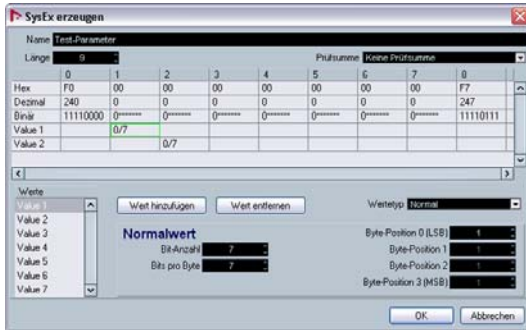 SysEx erzeugen
Name Test-Parameter
Länge 9 Prüfsumme Keine Prüfsumme
0 1 2 3 4 5 6 7 8
Hex F0 00 00 00 00 00 00 00 F7
Dezimal 240 0 0 0 0 0 0 0 247
Binär 11110000 0******* 0******* 0******* 0******* 0******* 0******* 0******* 11110111
Value 1 0/7
Value 2 0/7
Werte
Value 1 Wert hinzufügen Wert entfernen Wertetyp Normal
Value 2
Value 3
Value 4
Value 5
Value 6
Value 7
Normalwert
Bit-Anzahl 7
Bits pro Byte 7
Byte-Position 0 (LSB) 1
Byte-Position 1 1
Byte-Position 2 1
Byte-Position 3 (MSB) 1
OK Abbrechen